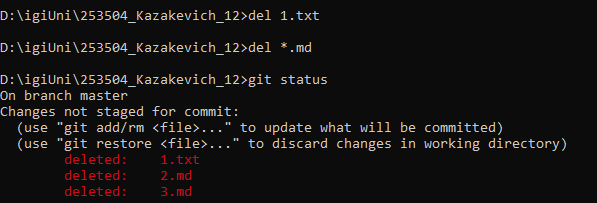 D:\igiUni\253504_Kazakevich_12>del 1.txt
D:\igiUni\253504_Kazakevich_12>del *.md
D:\igiUni\253504_Kazakevich_12>git status
On branch master
Changes not staged for commit:
  (use "git add/rm <file>..." to update what will be committed)
  (use "git restore <file>..." to discard changes in working directory)
        deleted:    1.txt
        deleted:    2.md
        deleted:    3.md